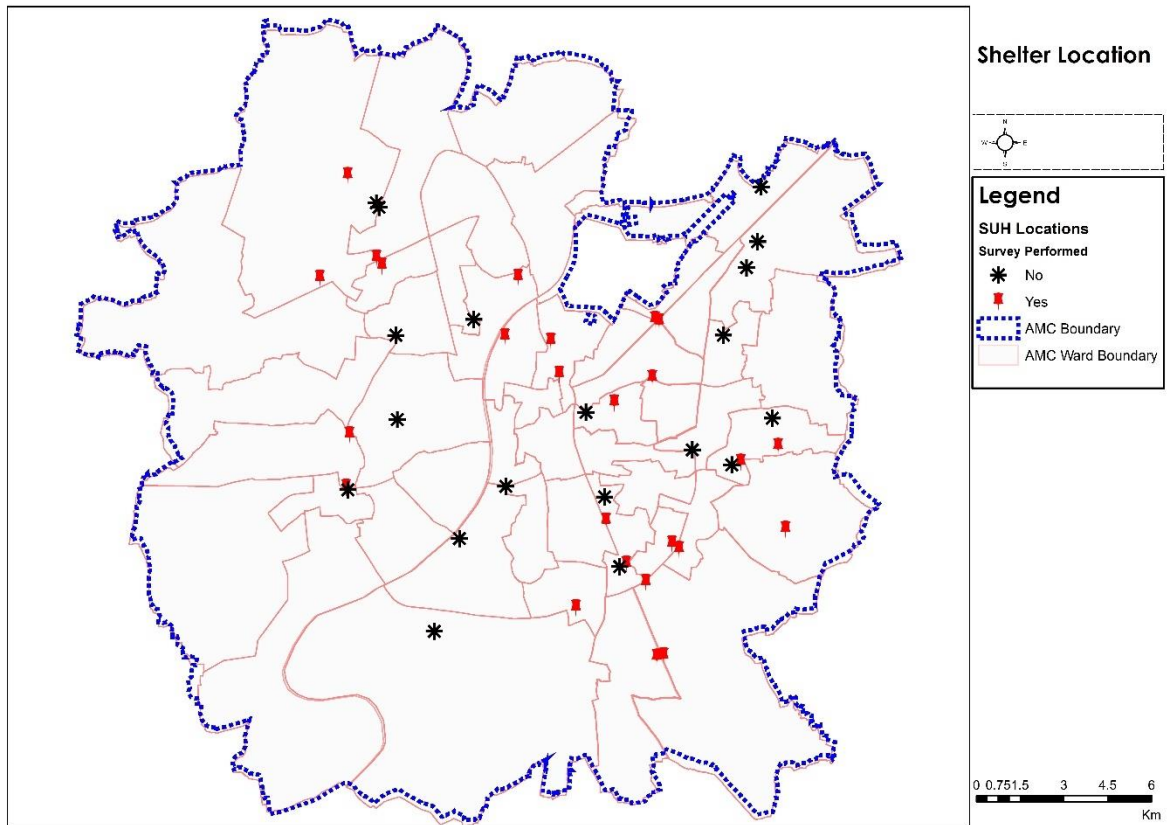 Shelter Location
N
W E
S
Legend
SUH Locations
Survey Performed
No
Yes
AMC Boundary
AMC Ward Boundary
0 0.751.5 3 4.5 6
Km